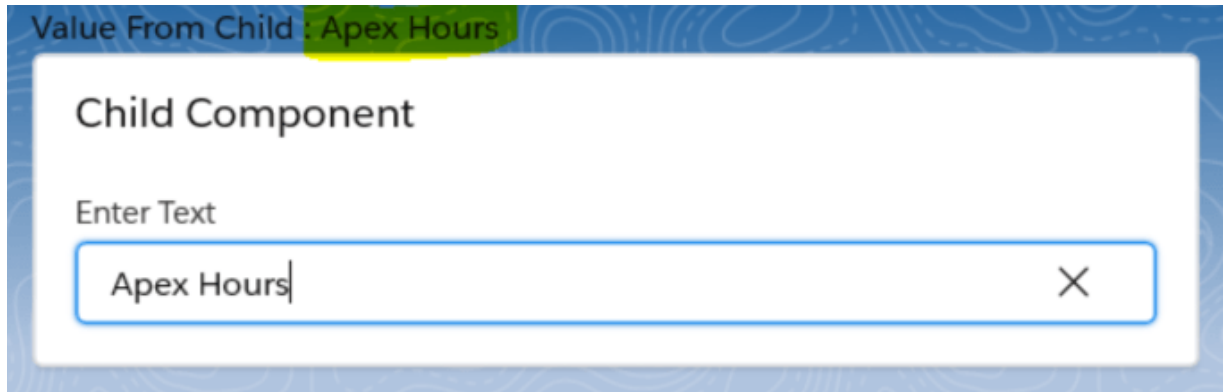 Value From Child : Apex Hours
Child Component
Enter Text
Apex Hours